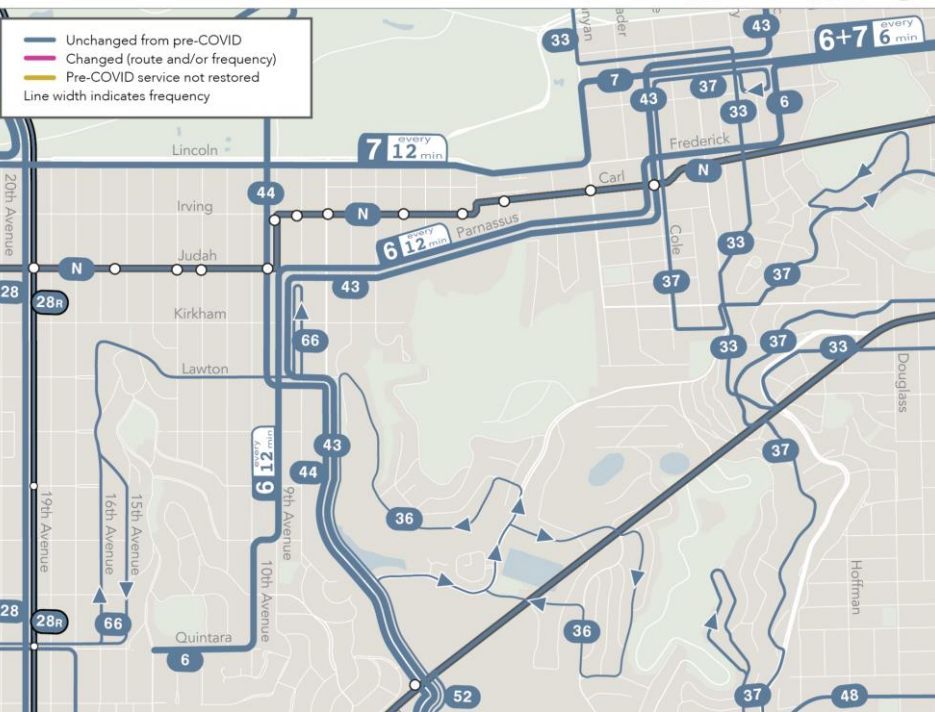 Unchanged from pre-COVID
Changed (route and/or frequency)
Pre-COVID service not restored
Line width indicates frequency
33
43
6+7 every 6 min
7
43
37
33
6
Lincoln
7 every 12 min
Frederick
N
Carl
20th Avenue
44
Irving
N
6 every 12 min
Parnassus
Cole
33
Judah
N
43
37
37
28
28R
Kirkham
66
33
37
33
Lawton
Douglass
43
6 every 12 min
44
37
19th Avenue
16th Avenue
15th Avenue
9th Avenue
36
10th Avenue
Hoffman
28
28R
66
36
Quintara
6
52
37
48